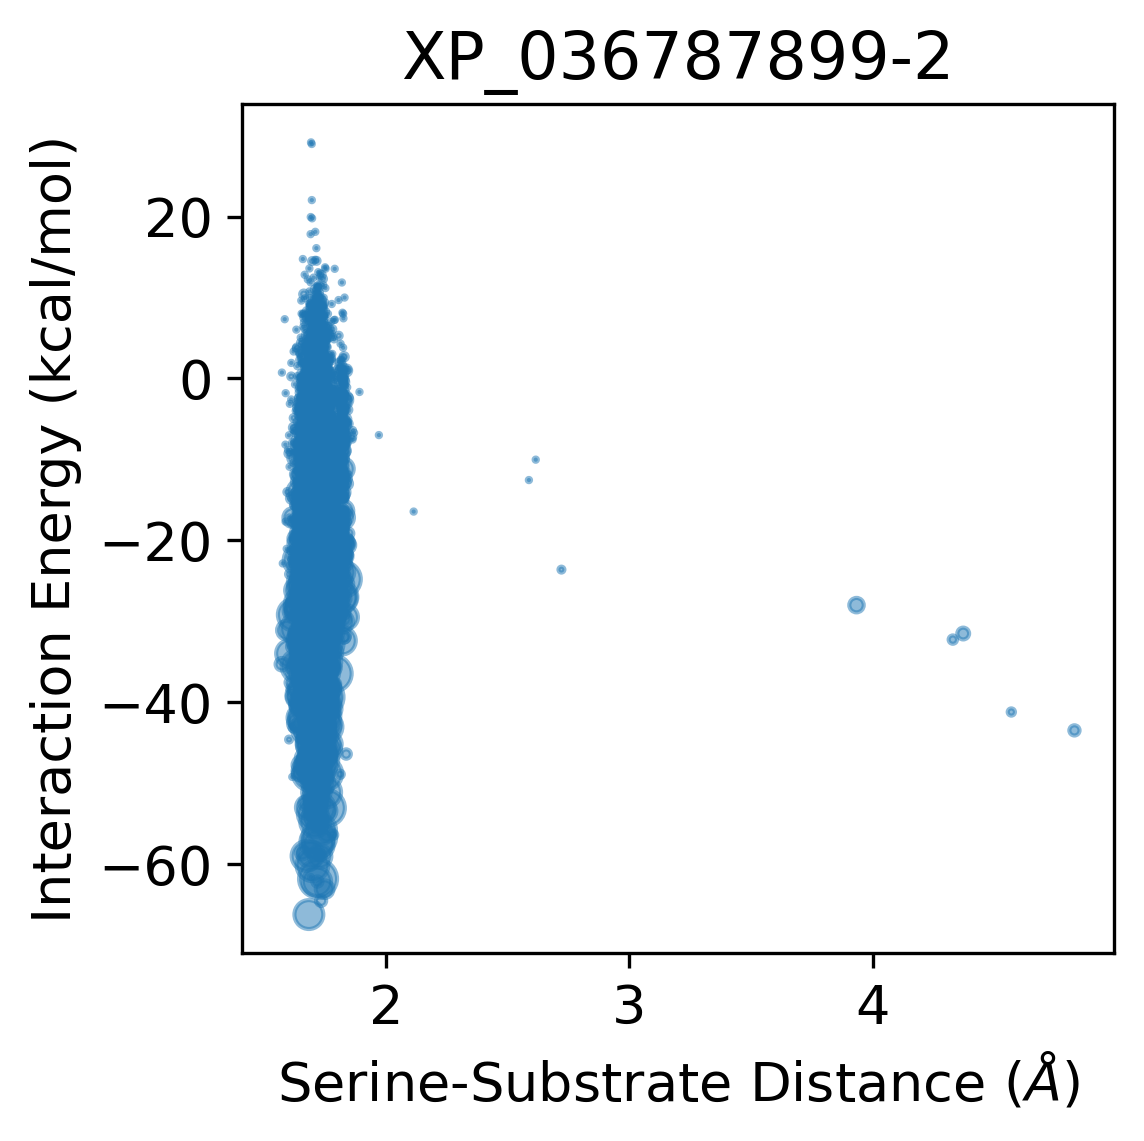 XP_036787899-2
Interaction Energy (kcal/mol)
20
0
−20
−40
−60
2 3 4
Serine-Substrate Distance (Å)